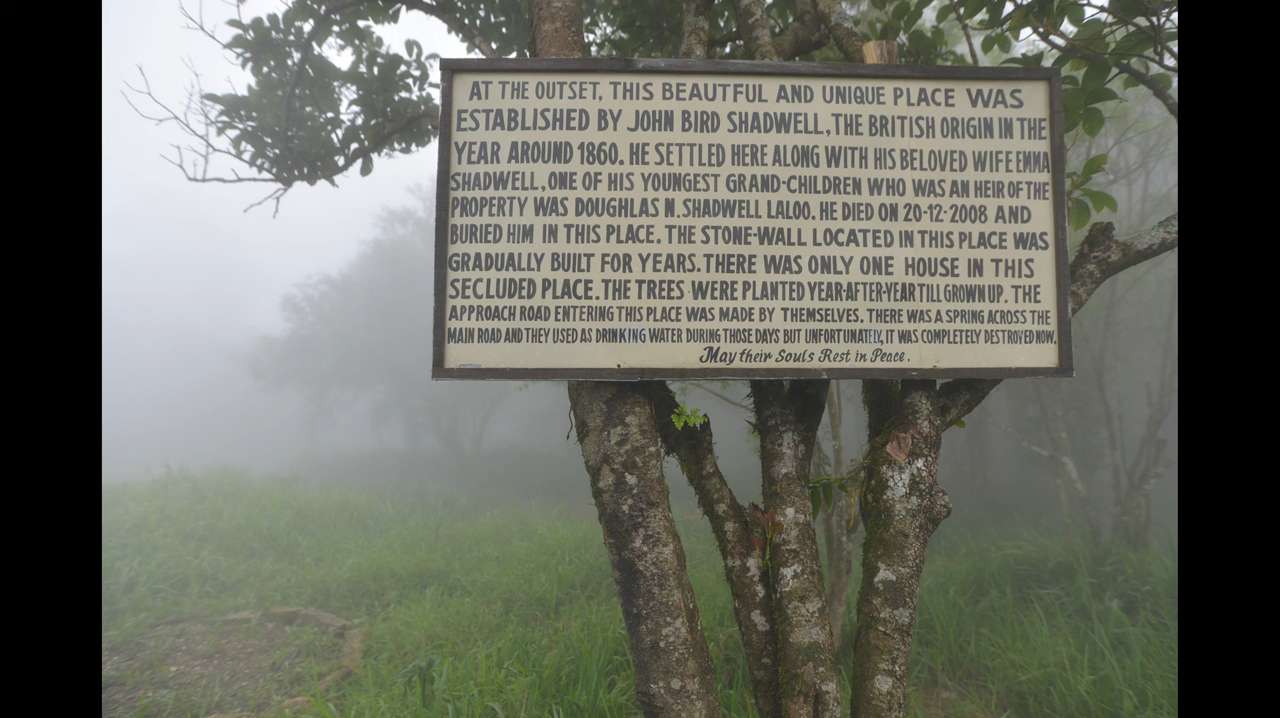 AT THE OUTSET, THIS BEAUTFUL AND UNIQUE PLACE WAS
ESTABLISHED BY JOHN BIRD SHADWELL, THE BRITISH ORIGIN IN THE
YEAR AROUND 1860. HE SETTLED HERE ALONG WITH HIS BELOVED WIFE EMMA
SHADWELL, ONE OF HIS YOUNGEST GRAND-CHILDREN WHO WAS AN HEIR OF THE
PROPERTY WAS DOUGHLAS N. SHADWELL LALOO. HE DIED ON 20-12-2008 AND
BURIED HIM IN THIS PLACE. THE STONE-WALL LOCATED IN THIS PLACE WAS
GRADUALLY BUILT FOR YEARS. THERE WAS ONLY ONE HOUSE IN THIS
SECLUDED PLACE. THE TREES WERE PLANTED YEAR-AFTER-YEAR TILL GROWN UP. THE
APPROACH ROAD ENTERING THIS PLACE WAS MADE BY THEMSELVES. THERE WAS A SPRING ACROSS THE
MAIN ROAD AND THEY USED AS DRINKING WATER DURING THOSE DAYS BUT UNFORTUNATELY, IT WAS COMPLETELY DESTROYED NOW.
May their Souls Rest in Peace.